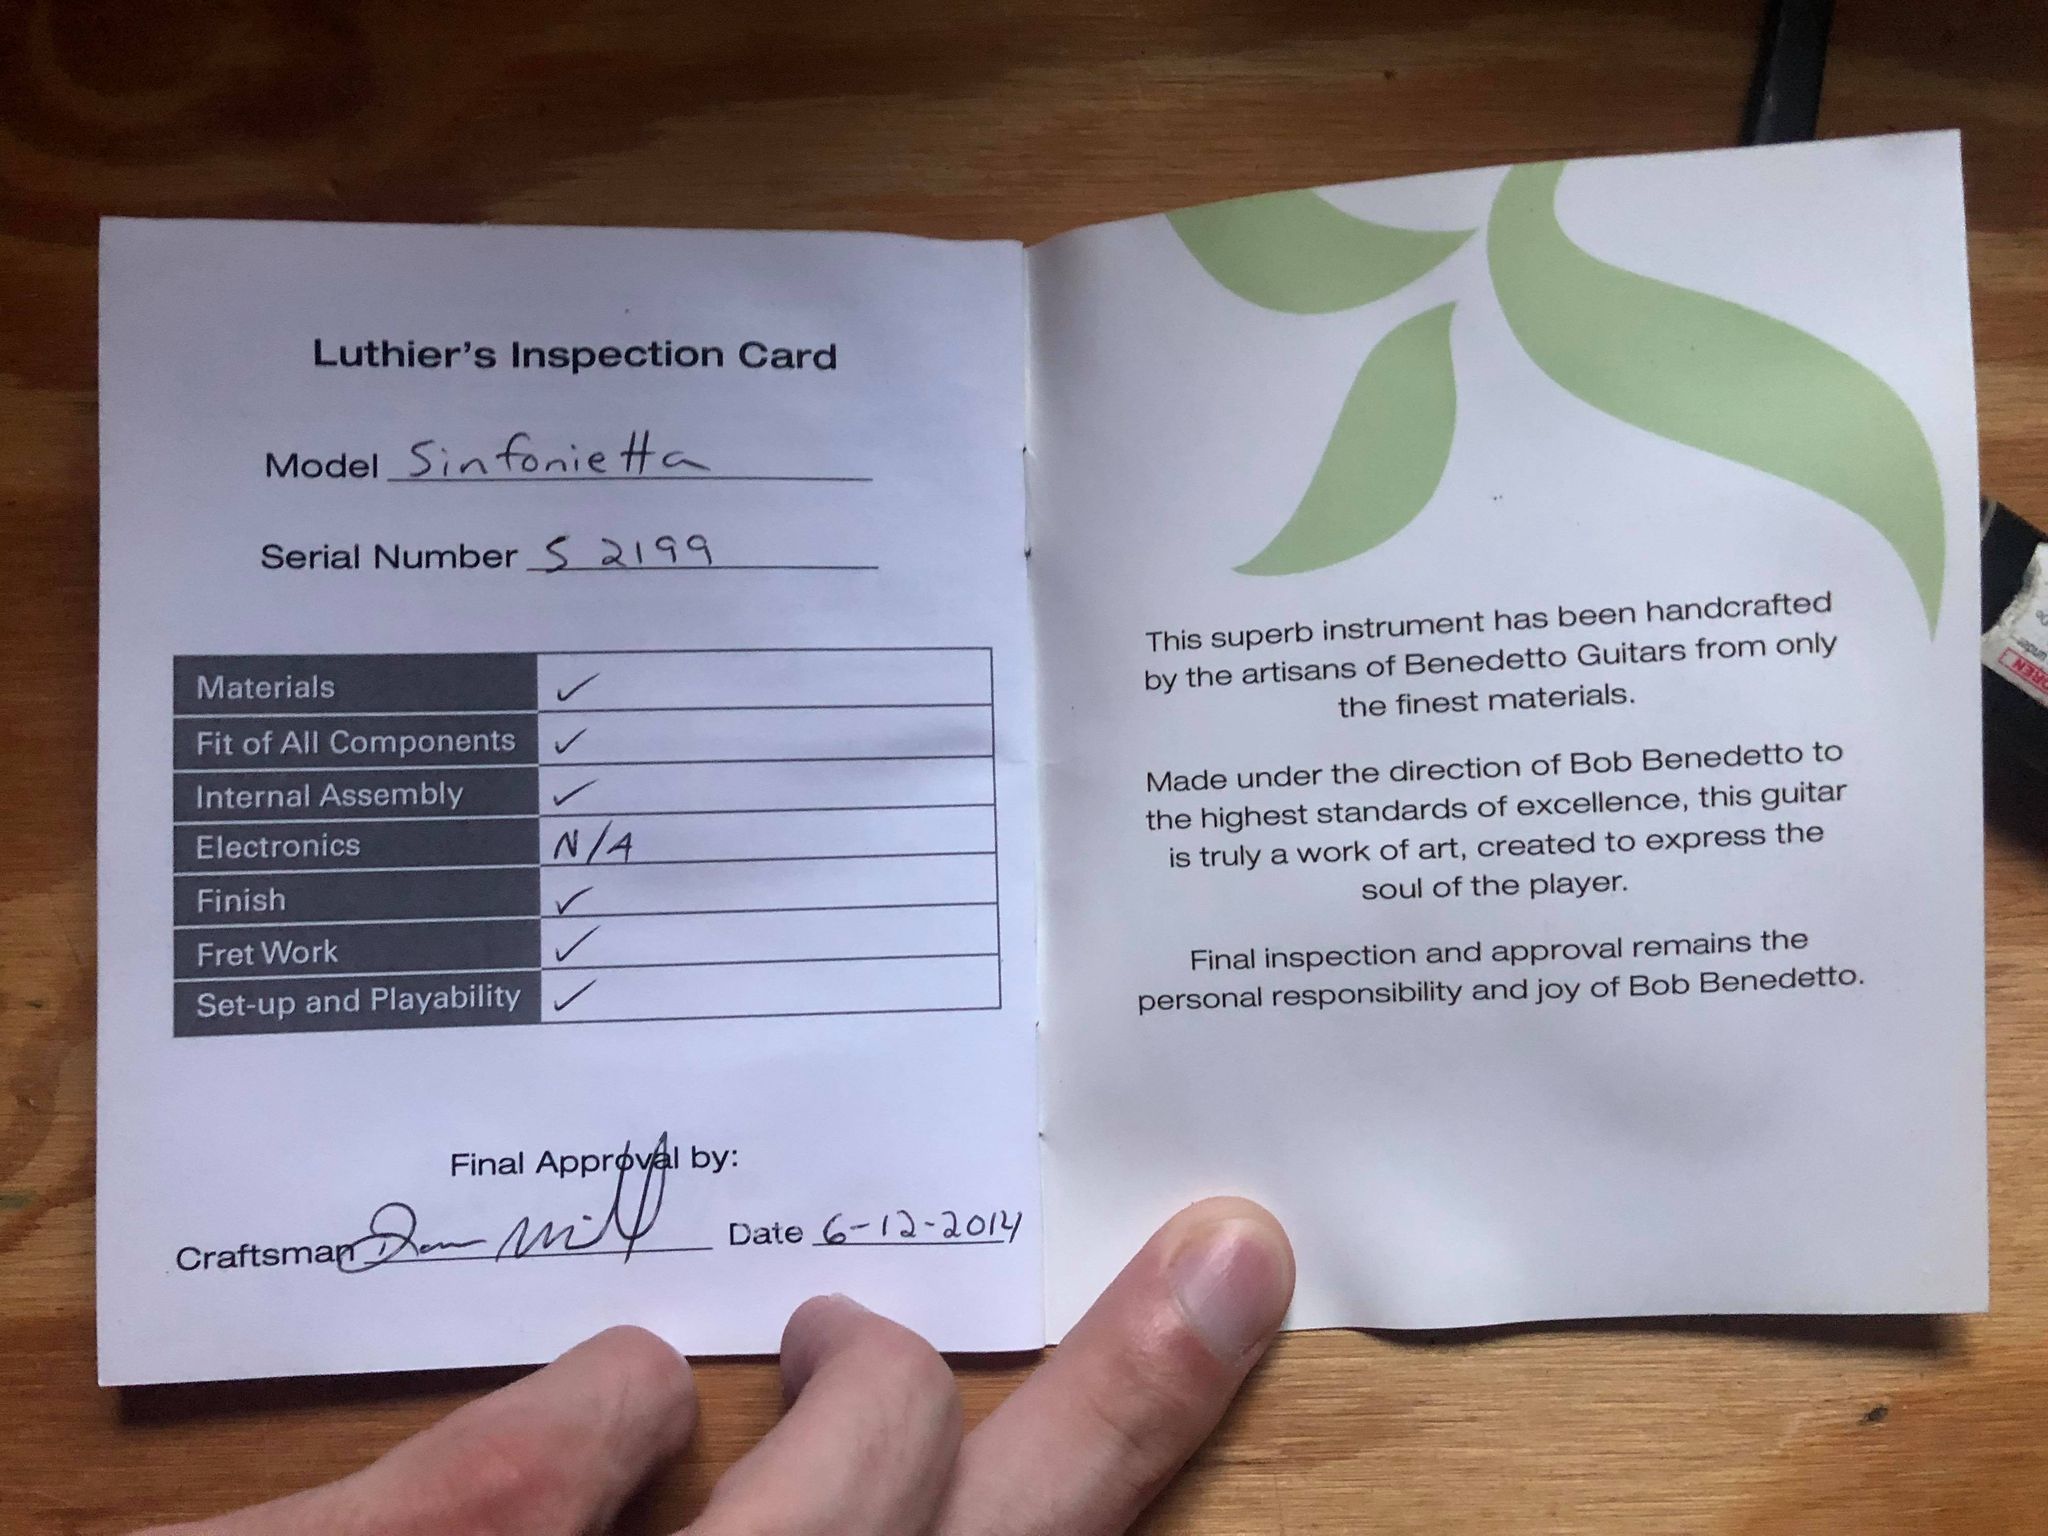 Luthier's Inspection Card
Model Sinfonietta
Serial Number S 2199
Materials ✓
Fit of All Components ✓
Internal Assembly ✓
Electronics N/A
Finish ✓
Fret Work ✓
Set-up and Playability ✓
Final Approval by:
Craftsman
Date 6-12-2014
This superb instrument has been handcrafted
by the artisans of Benedetto Guitars from only
the finest materials.
Made under the direction of Bob Benedetto to
the highest standards of excellence, this guitar
is truly a work of art, created to express the
soul of the player.
Final inspection and approval remains the
personal responsibility and joy of Bob Benedetto.